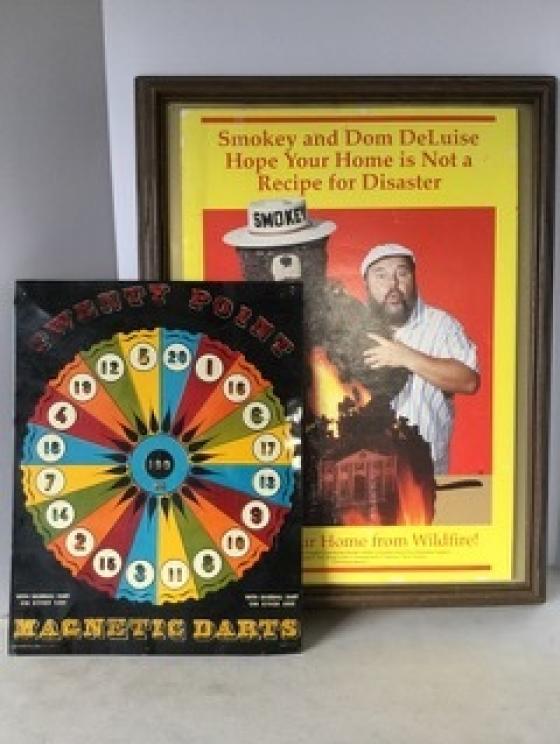 Smokey and Dom DeLuise
Hope Your Home is Not a
Recipe for Disaster
SMOKEY
Home from Wildfire!
TWENTY POINT
5
20
1
18
6
17
13
9
10
8
11
3
15
2
14
7
16
4
19
12
MAGNETIC DARTS